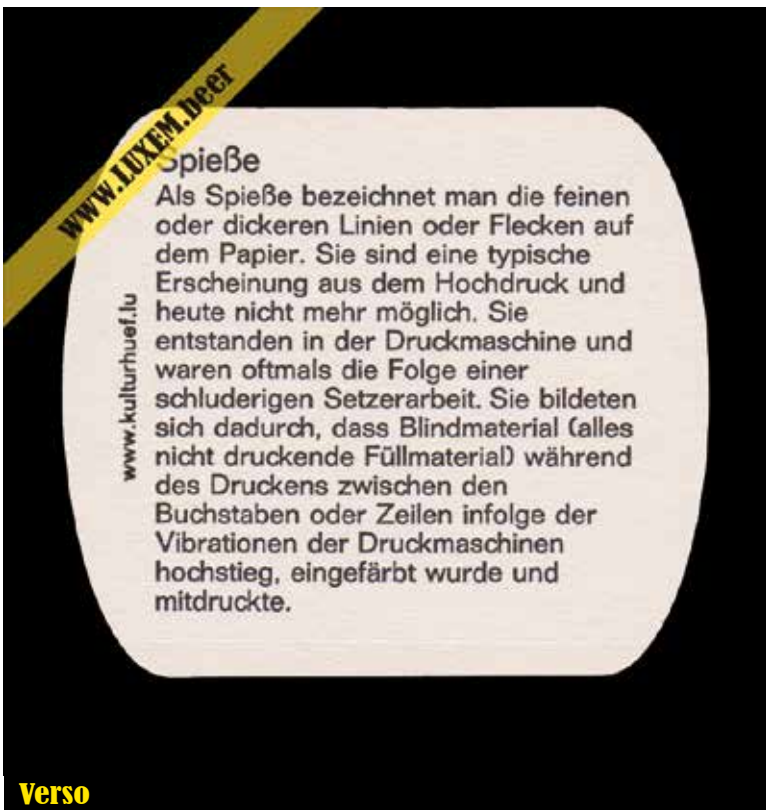 www.LUXEM.beer
Spieße
Als Spieße bezeichnet man die feinen
oder dickeren Linien oder Flecken auf
dem Papier. Sie sind eine typische
Erscheinung aus dem Hochdruck und
heute nicht mehr möglich. Sie
entstanden in der Druckmaschine und
waren oftmals die Folge einer
schluderigen Setzerarbeit. Sie bildeten
sich dadurch, dass Blindmaterial (alles
nicht druckende Füllmaterial) während
des Druckens zwischen den
Buchstaben oder Zeilen infolge der
Vibrationen der Druckmaschinen
hochstieg, eingefärbt wurde und
mitdruckte.
www.kulturhuef.lu
Verso